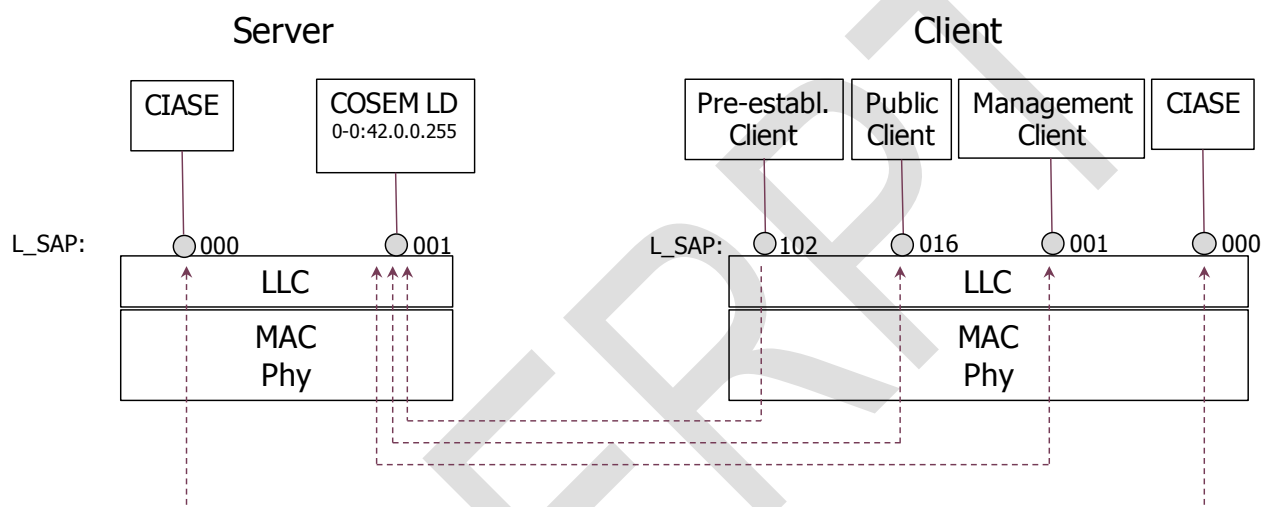 Server
Client
CIASE
COSEM LD
0-0:42.0.0.255
Pre-establ.
Client
Public
Client
Management
Client
CIASE
L_SAP:
000
001
L_SAP:
102
016
001
000
LLC
LLC
MAC
Phy
MAC
Phy